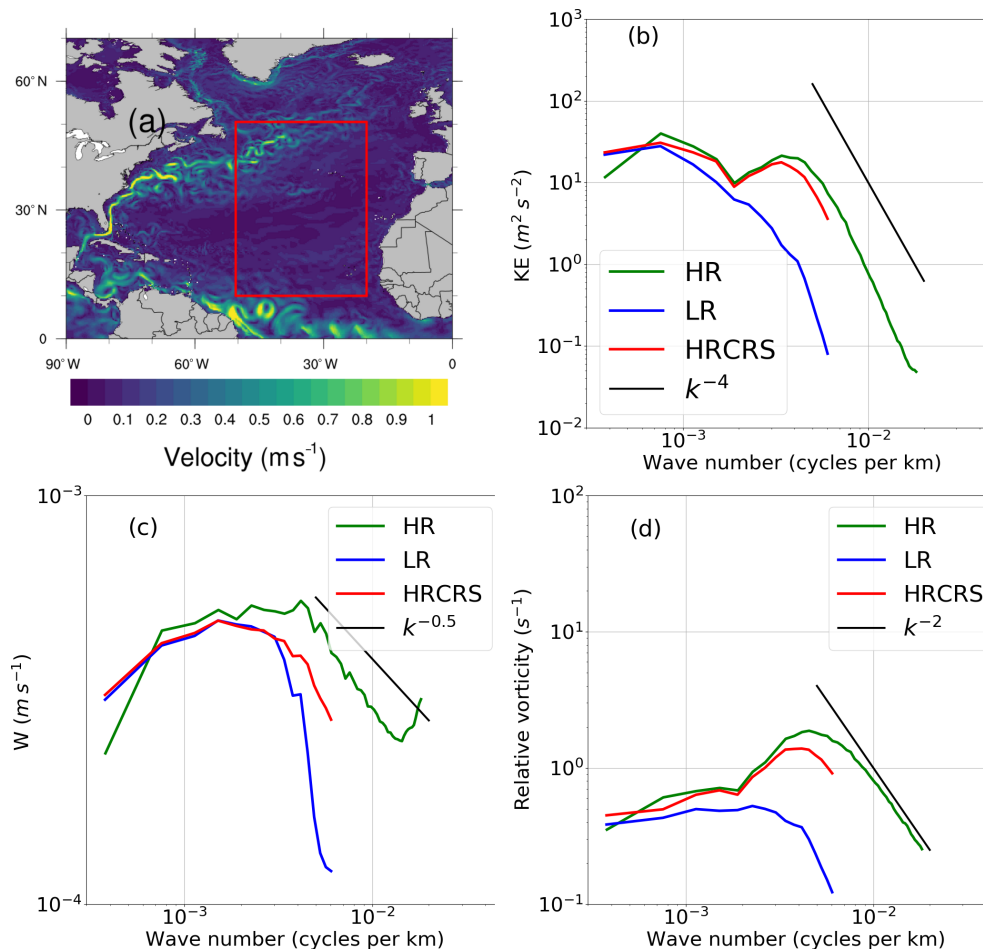 (a)
60°N
30°N
0
90°W
60°W
30°W
0
0 0.1 0.2 0.3 0.4 0.5 0.6 0.7 0.8 0.9 1
Velocity (m s⁻¹)
(b)
KE (m² s⁻²)
10³
10²
10¹
10⁰
10⁻¹
10⁻²
HR
LR
HRCRS
k⁻⁴
10⁻³
10⁻²
Wave number (cycles per km)
(c)
W (m s⁻¹)
10⁻³
10⁻⁴
HR
LR
HRCRS
k⁻⁰·⁵
10⁻³
10⁻²
Wave number (cycles per km)
(d)
Relative vorticity (s⁻¹)
10²
10¹
10⁰
10⁻¹
HR
LR
HRCRS
k⁻²
10⁻³
10⁻²
Wave number (cycles per km)